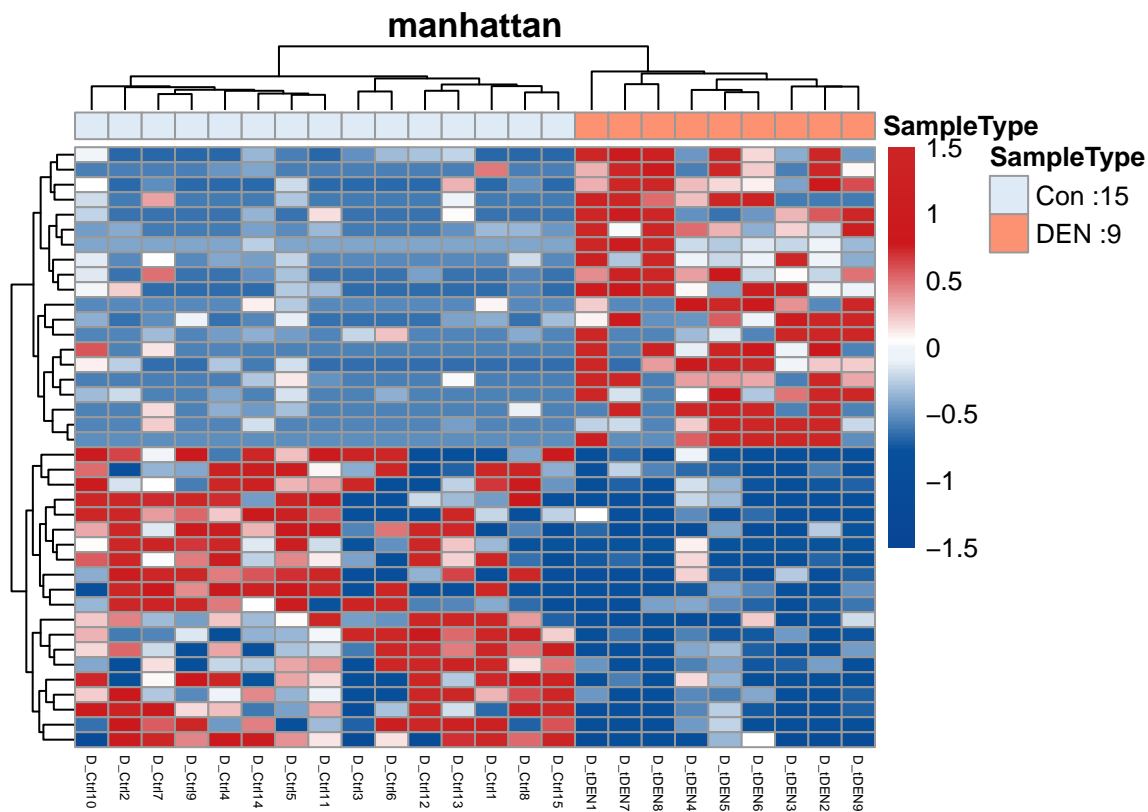 manhattan
SampleType
SampleType
Con :15
DEN :9
1.5
1
0.5
0
−0.5
−1
−1.5
D_Ctrl10
D_Ctrl2
D_Ctrl7
D_Ctrl9
D_Ctrl4
D_Ctrl14
D_Ctrl5
D_Ctrl11
D_Ctrl3
D_Ctrl6
D_Ctrl12
D_Ctrl13
D_Ctrl1
D_Ctrl8
D_Ctrl15
D_tDEN1
D_tDEN7
D_tDEN8
D_tDEN4
D_tDEN5
D_tDEN6
D_tDEN3
D_tDEN2
D_tDEN9